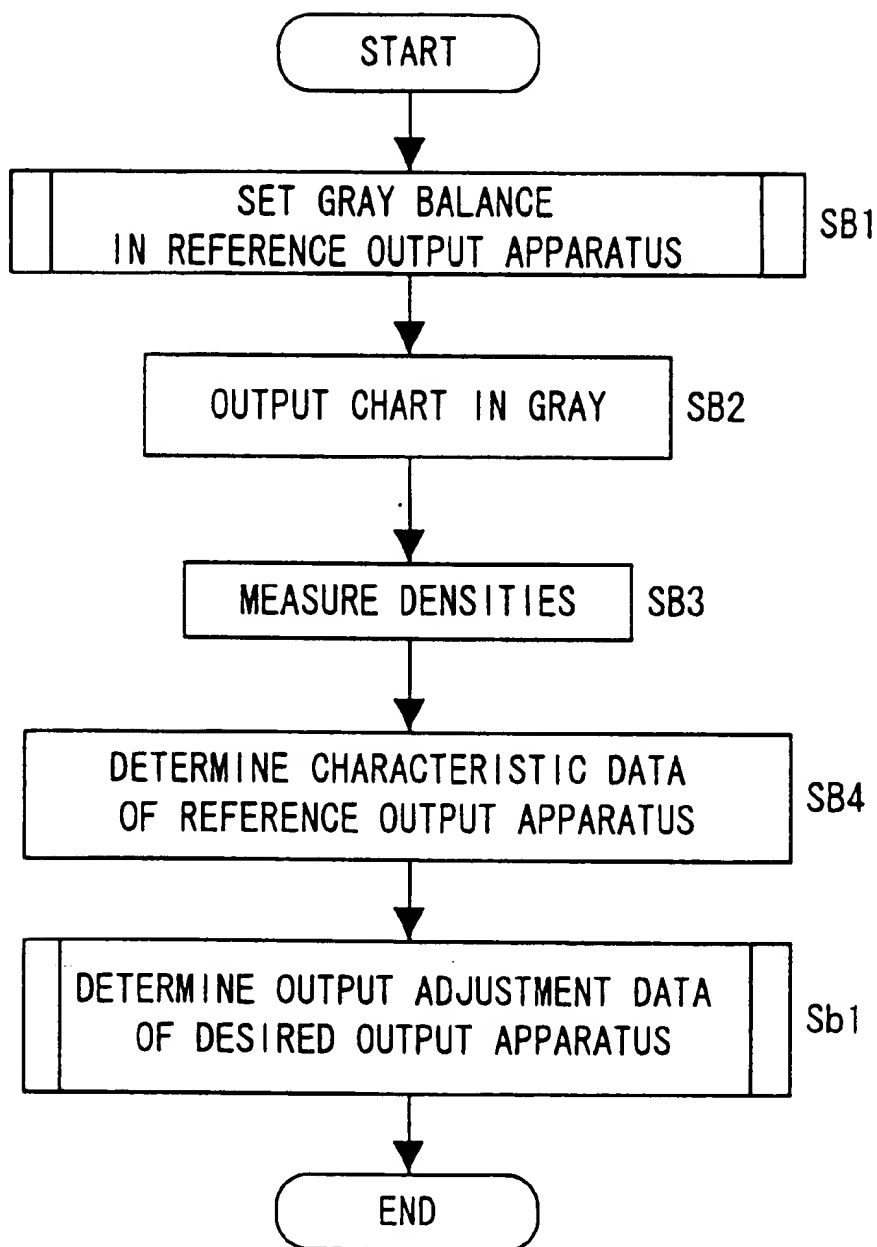 START
SET GRAY BALANCE
IN REFERENCE OUTPUT APPARATUS
SB1
OUTPUT CHART IN GRAY
SB2
MEASURE DENSITIES
SB3
DETERMINE CHARACTERISTIC DATA
OF REFERENCE OUTPUT APPARATUS
SB4
DETERMINE OUTPUT ADJUSTMENT DATA
OF DESIRED OUTPUT APPARATUS
Sb1
END